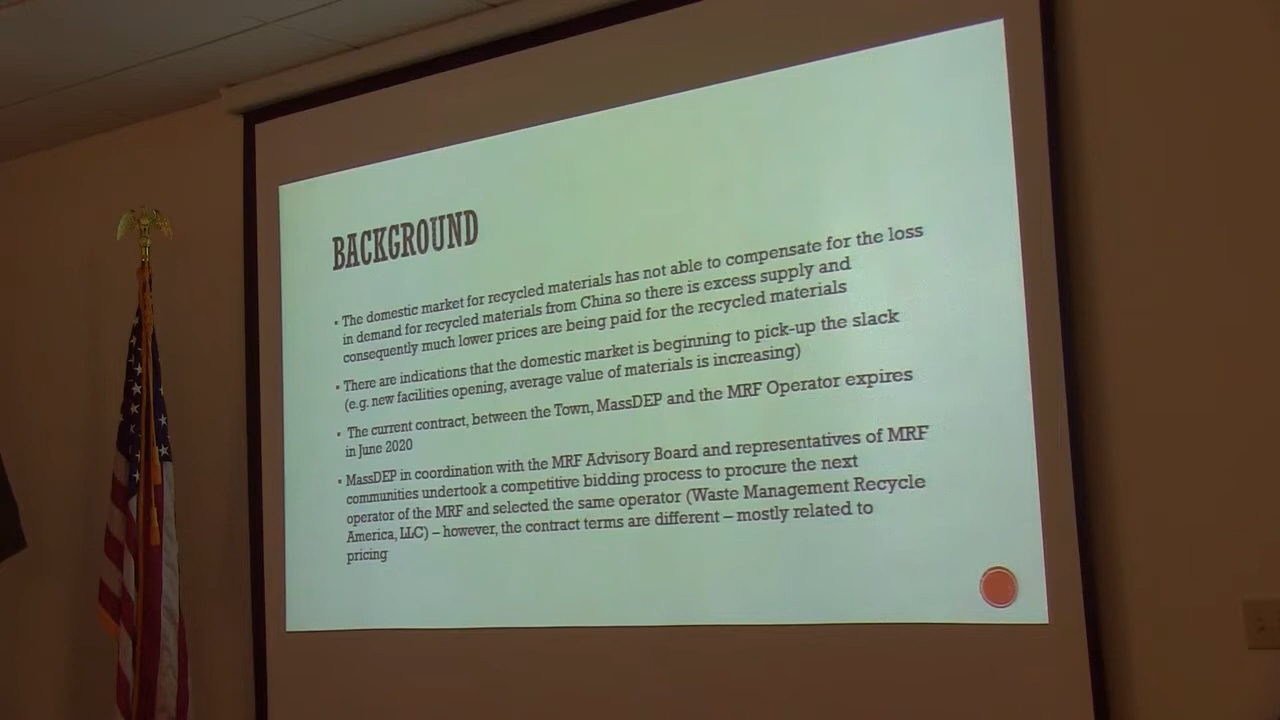 BACKGROUND
▪ The domestic market for recycled materials has not able to compensate for the loss
in demand for recycled materials from China so there is excess supply and
consequently much lower prices are being paid for the recycled materials
▪ There are indications that the domestic market is beginning to pick-up the slack
(e.g. new facilities opening, average value of materials is increasing)
▪ The current contract, between the Town, MassDEP and the MRF Operator expires
in June 2020
▪ MassDEP in coordination with the MRF Advisory Board and representatives of MRF
communities undertook a competitive bidding process to procure the next
operator of the MRF and selected the same operator (Waste Management Recycle
America, LLC) – however, the contract terms are different – mostly related to
pricing